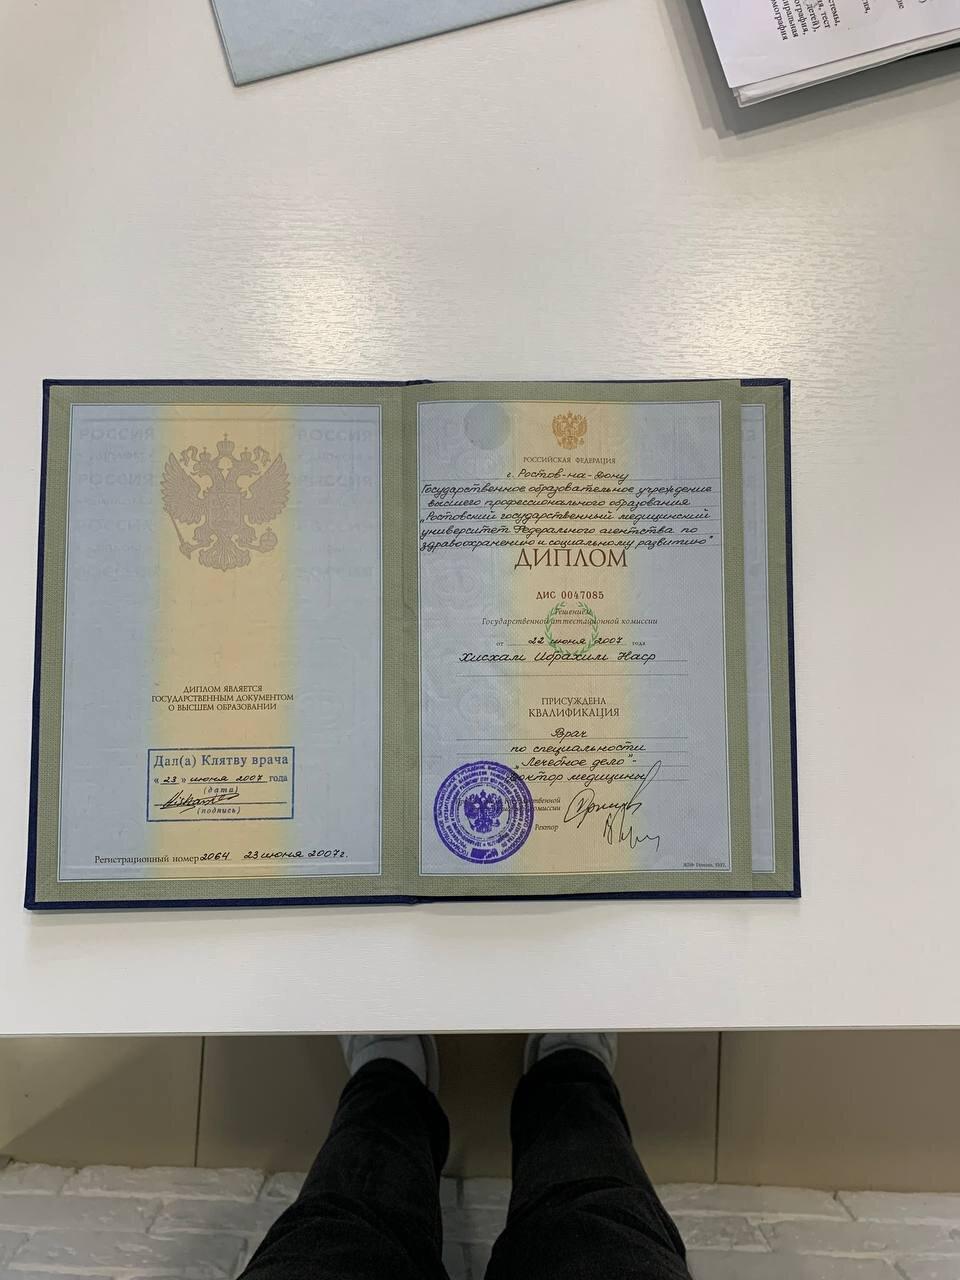 РОССИЯ
РОССИЯ
ДИПЛОМ ЯВЛЯЕТСЯ
ГОСУДАРСТВЕННЫМ ДОКУМЕНТОМ
О ВЫСШЕМ ОБРАЗОВАНИИ
Дал(а) Клятву врача
« 23 » июня 2007 года
(дата)
(подпись)
Регистрационный номер 2064 23 июня 2007г.
РОССИЙСКАЯ ФЕДЕРАЦИЯ
г. Ростов-на-Дону
Государственное образовательное учреждение
высшего профессионального образования
„Ростовский государственный медицинский
университет Федерального агентства по
здравоохранению и социальному развитию"
ДИПЛОМ
ДИС 0047085
Решением
Государственной аттестационной комиссии
от 22 июня 2007 года
Хисхам Ибрахим Наср
ПРИСУЖДЕНА
КВАЛИФИКАЦИЯ
Врач
по специальности
„Лечебное дело"-
доктор медицины
комиссии
Ректор